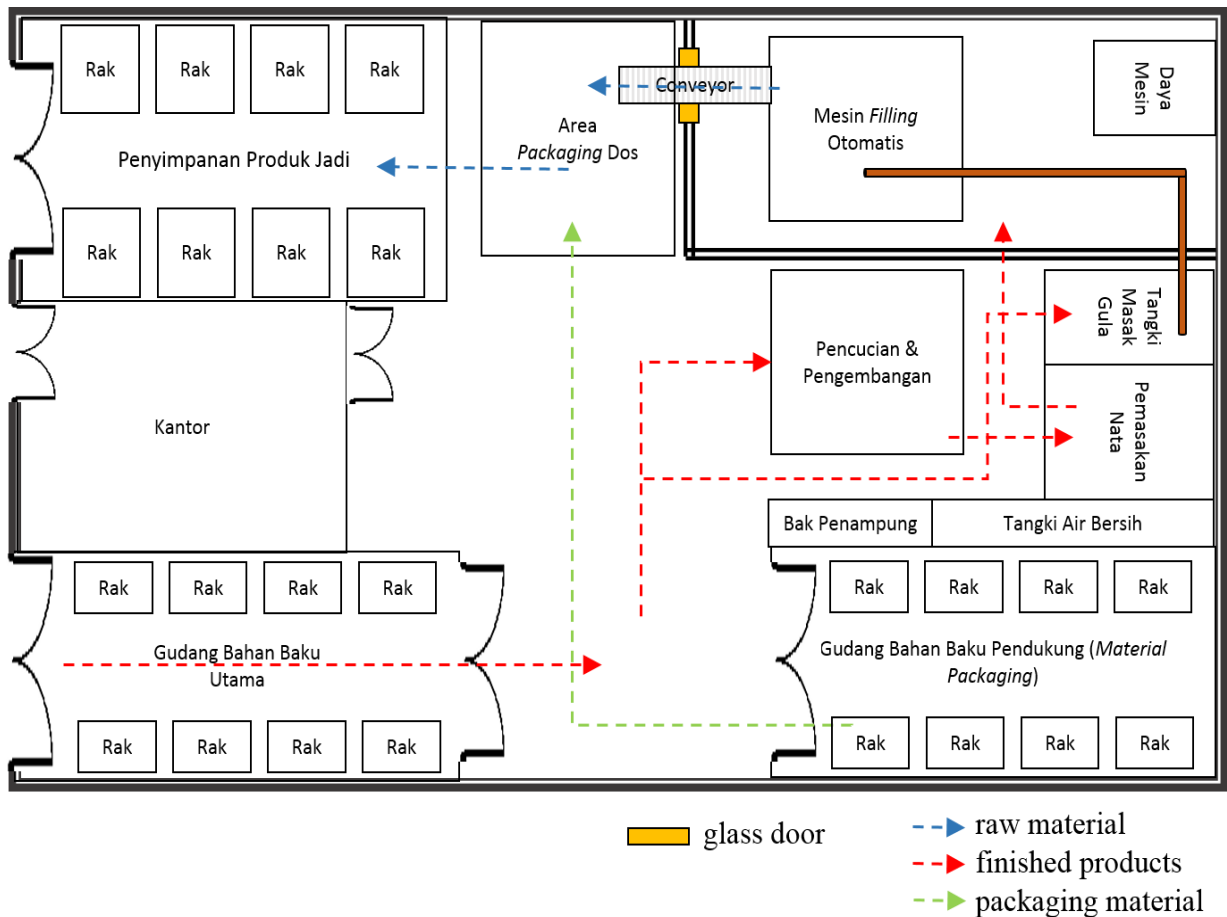 Rak Rak Rak Rak
Penyimpanan Produk Jadi
Rak Rak Rak Rak
Area
Packaging Dos
Conveyor
Mesin Filling
Otomatis
Daya
Mesin
Kantor
Pencucian &
Pengembangan
Tangki
Masak
Gula
Pemasakan
Nata
Bak Penampung
Tangki Air Bersih
Rak Rak Rak Rak
Gudang Bahan Baku
Utama
Rak Rak Rak Rak
Rak Rak Rak Rak
Gudang Bahan Baku Pendukung (Material
Packaging)
Rak Rak Rak Rak
glass door
raw material
finished products
packaging material